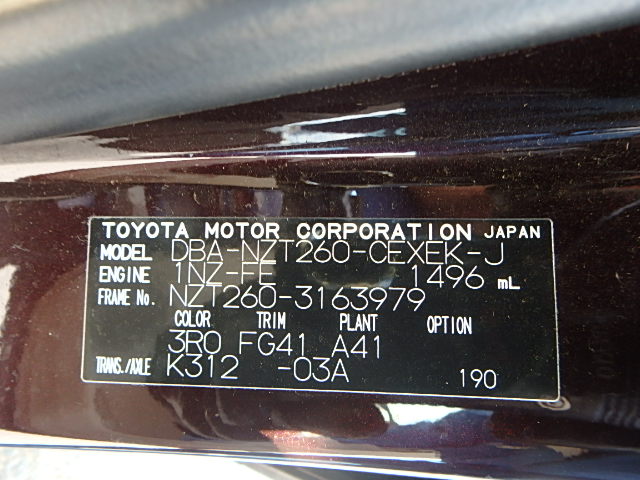 TOYOTA MOTOR CORPORATION JAPAN
MODEL DBA-NZT260-CEXEK-J
ENGINE 1NZ-FE 1496 mL
FRAME No. NZT260-3163979
COLOR TRIM PLANT OPTION
3R0 FG41 A41
TRANS./AXLE K312 -03A
190